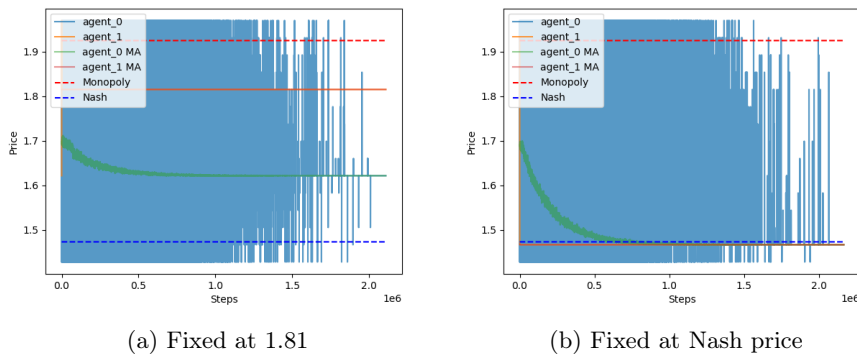 agent_0
agent_1
agent_0 MA
agent_1 MA
Monopoly
Nash
Price
1.9
1.8
1.7
1.6
1.5
0.0 0.5 1.0 1.5 2.0
Steps
1e6
(a) Fixed at 1.81
agent_0
agent_1
agent_0 MA
agent_1 MA
Monopoly
Nash
Price
1.9
1.8
1.7
1.6
1.5
0.0 0.5 1.0 1.5 2.0
Steps
1e6
(b) Fixed at Nash price